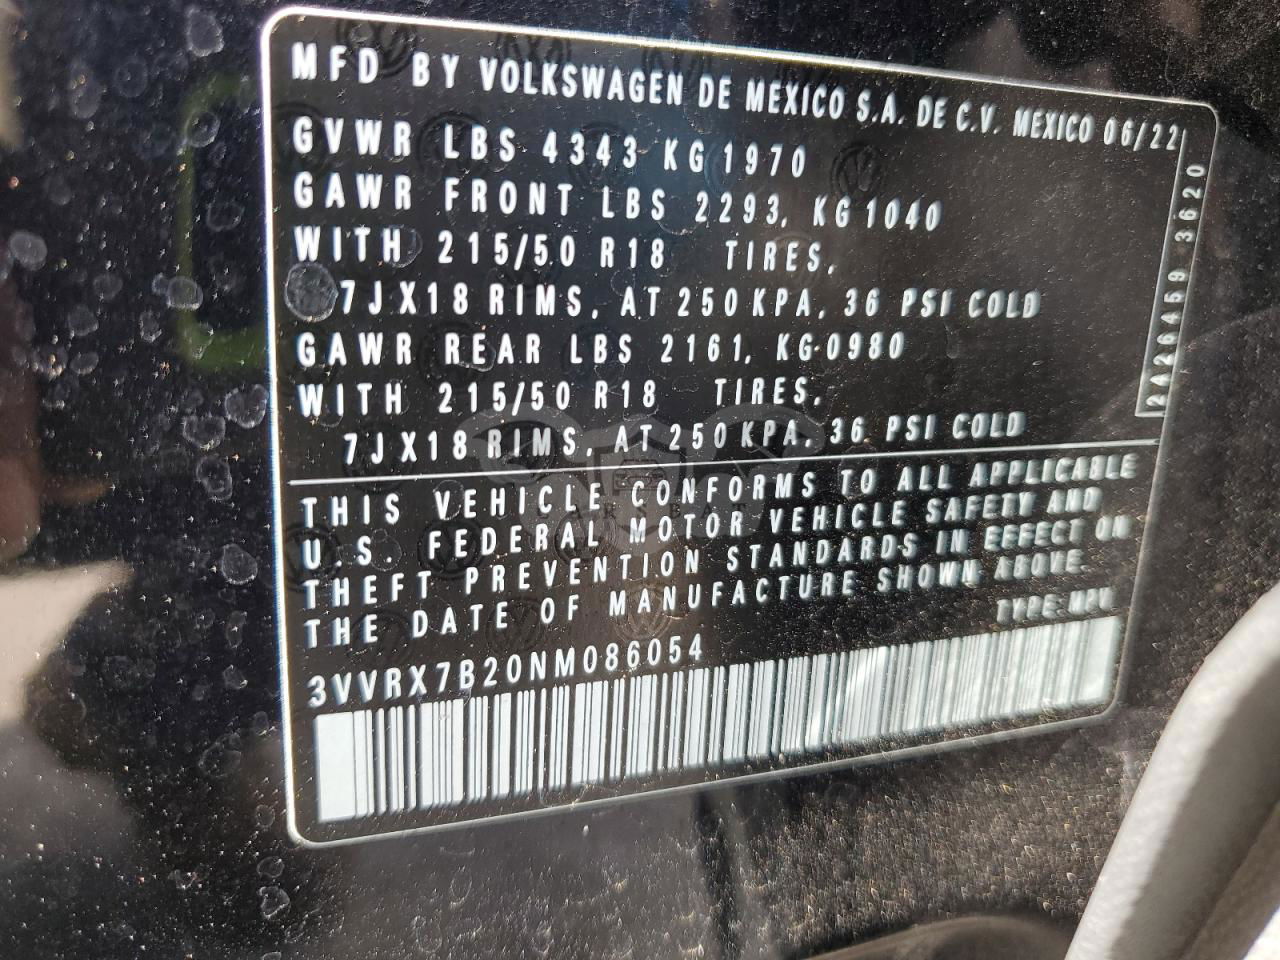 MFD BY VOLKSWAGEN DE MEXICO S.A. DE C.V. MEXICO 06/22
GVWR LBS 4343 KG 1970
GAWR FRONT LBS 2293, KG 1040
WITH 215/50 R18 TIRES,
7JX18 RIMS, AT 250 KPA, 36 PSI COLD
GAWR REAR LBS 2161, KG 0980
WITH 215/50 R18 TIRES,
7JX18 RIMS, AT 250 KPA, 36 PSI COLD
2A26459 3620
THIS VEHICLE CONFORMS TO ALL APPLICABLE
U.S. FEDERAL MOTOR VEHICLE SAFETY AND
THEFT PREVENTION STANDARDS IN EFFECT ON
THE DATE OF MANUFACTURE SHOWN ABOVE.
TYPE: MPV
3VVRX7B20NM086054